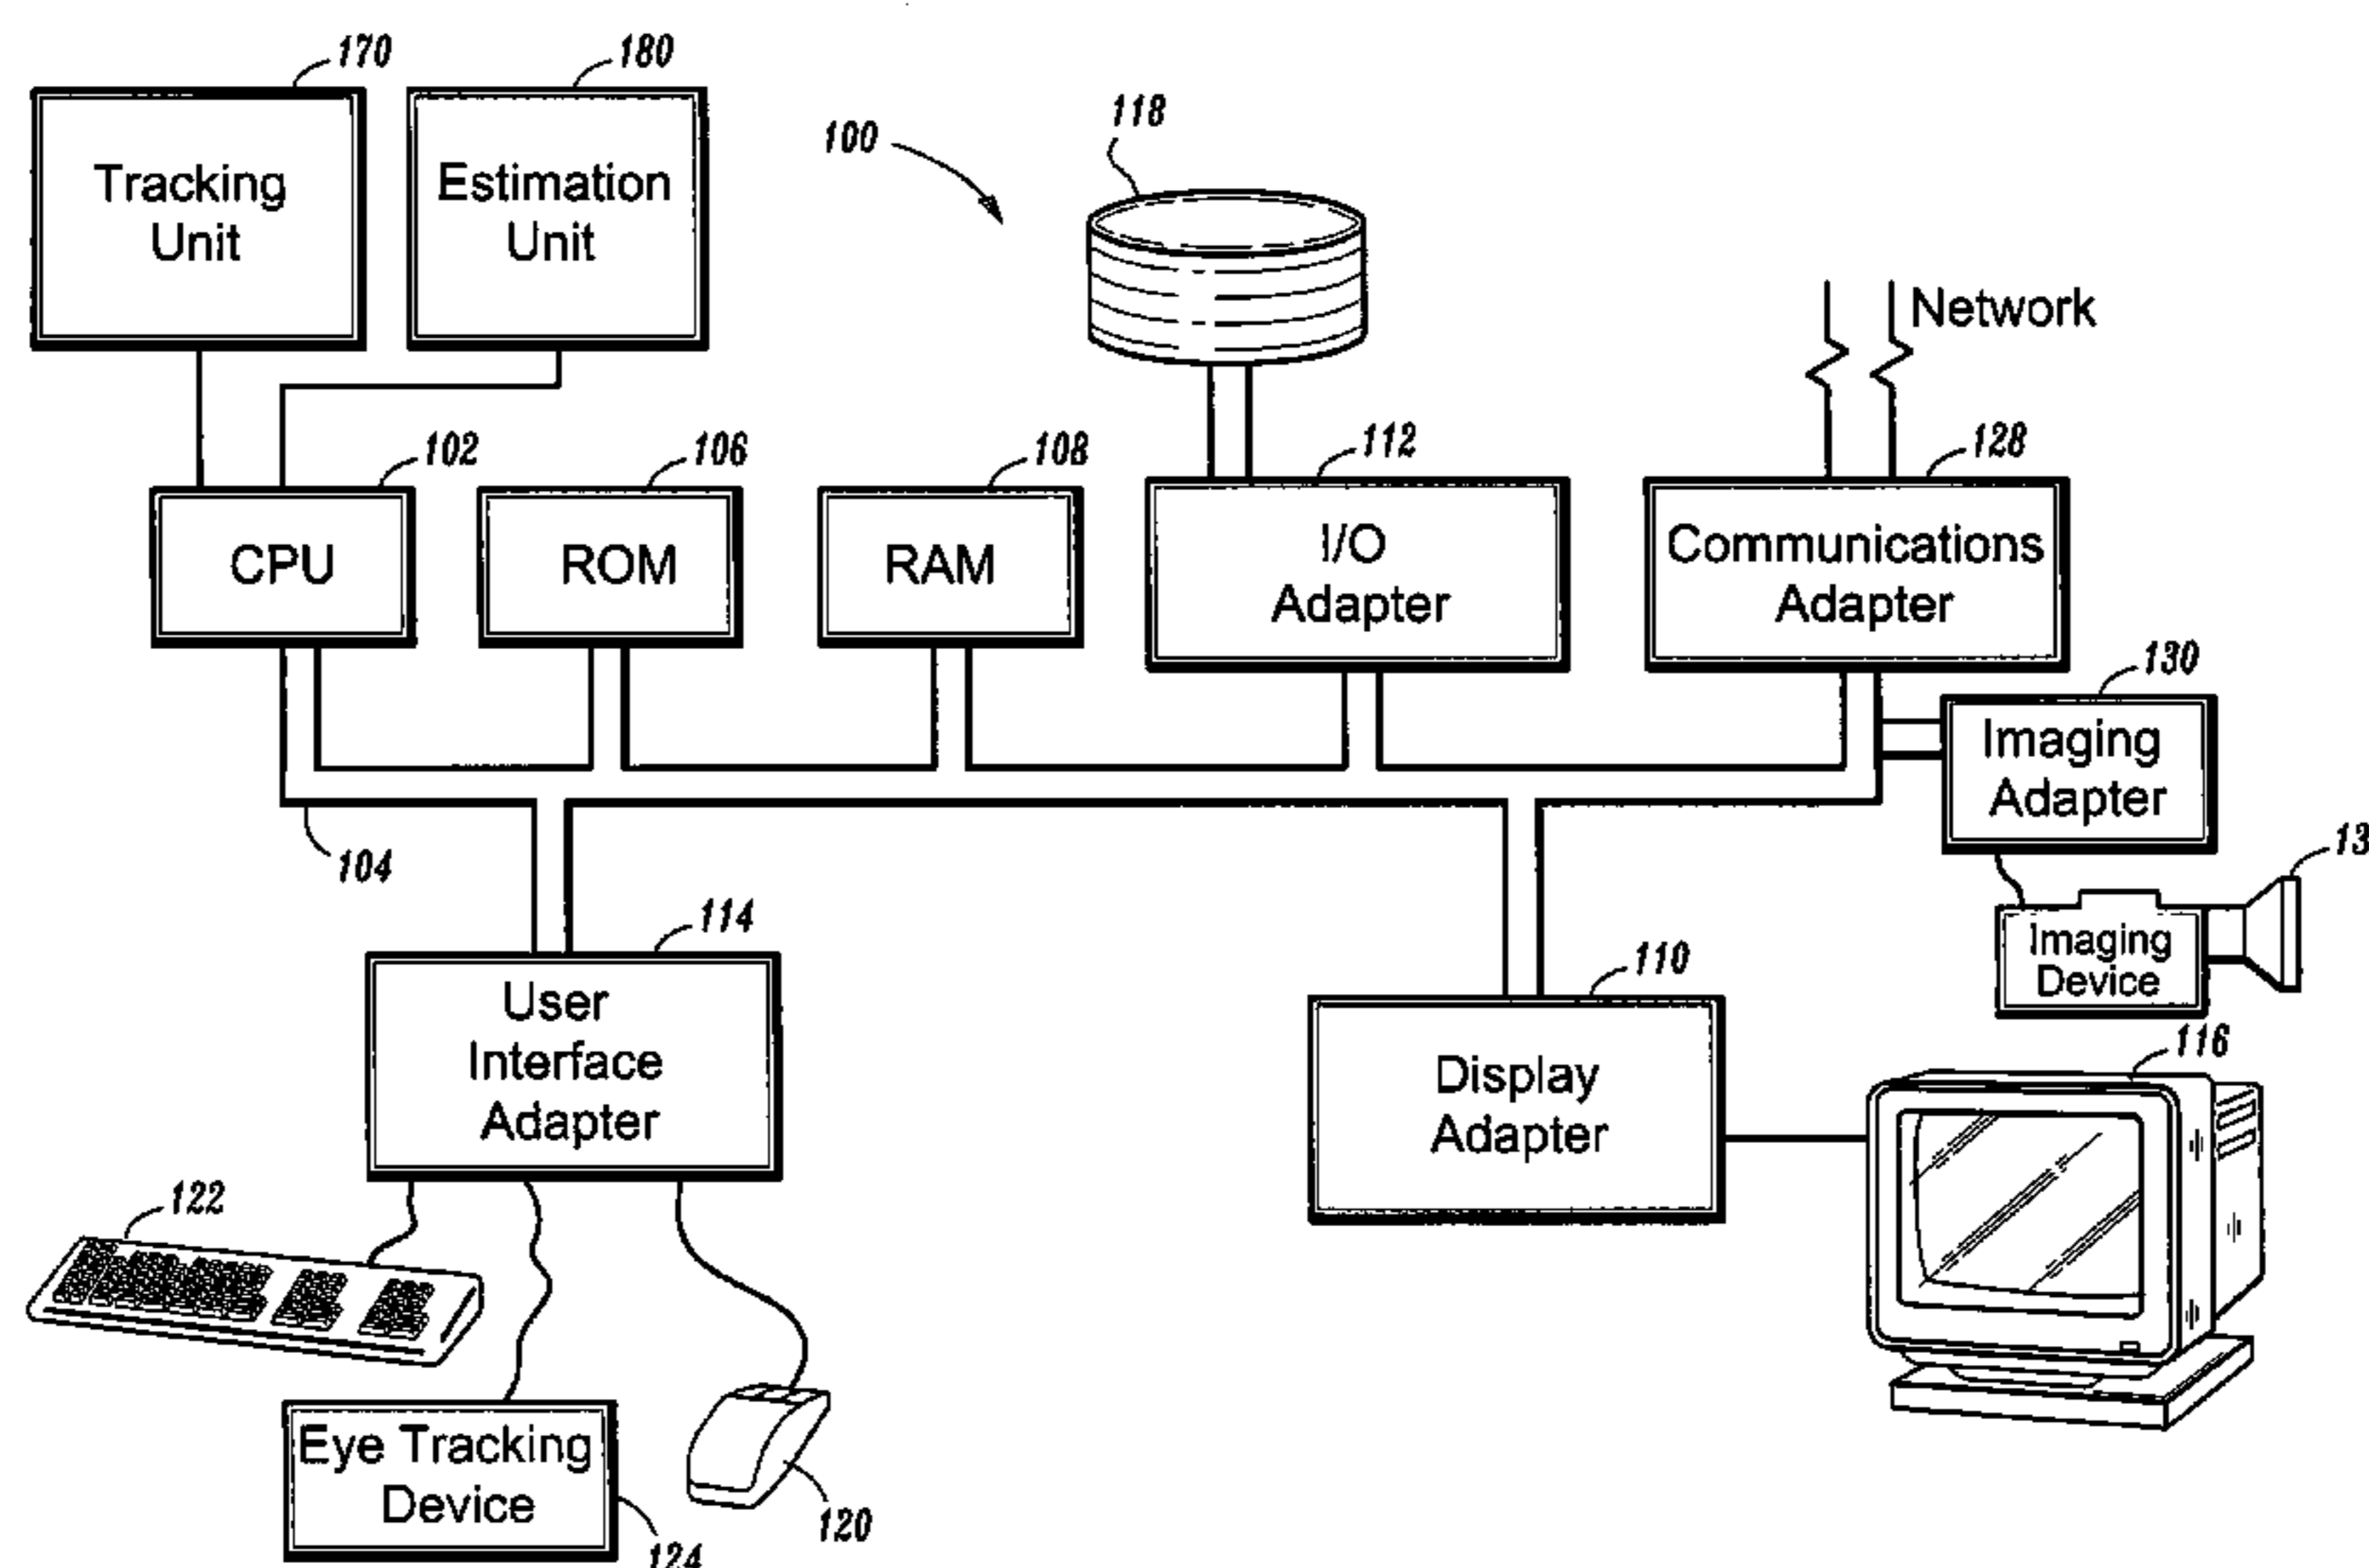 170
180
118
100
Tracking
Unit
Estimation
Unit
Network
102
106
108
112
128
CPU
ROM
RAM
I/O
Adapter
Communications
Adapter
130
Imaging
Adapter
104
13
114
Imaging
Device
110
User
Interface
Adapter
116
Display
Adapter
122
Eye Tracking
Device
120
124